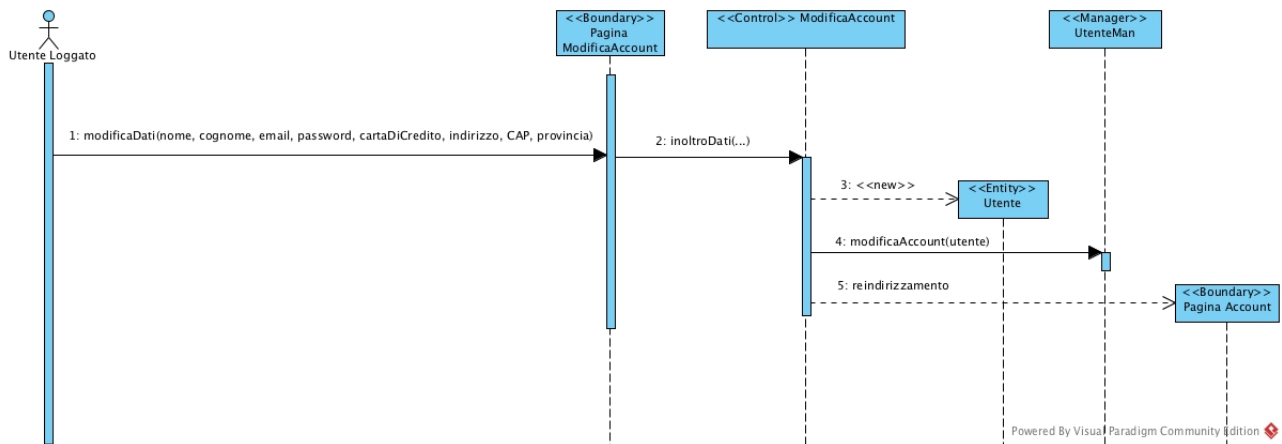 Utente Loggato
<<Boundary>>
Pagina
ModificaAccount
<<Control>> ModificaAccount
<<Manager>>
UtenteMan
1: modificaDati(nome, cognome, email, password, cartaDiCredito, indirizzo, CAP, provincia)
2: inoltroDati(...)
3: <<new>>
<<Entity>>
Utente
4: modificaAccount(utente)
5: reindirizzamento
<<Boundary>>
Pagina Account
Powered By Visual Paradigm Community Edition